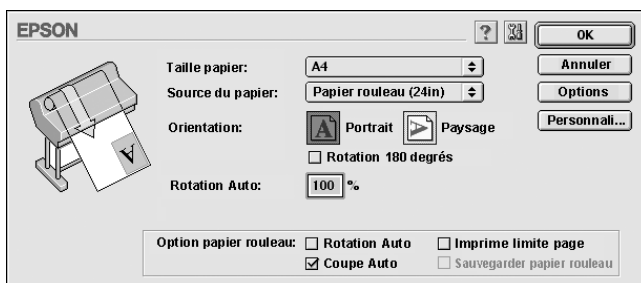 EPSON
? OK
Taille papier: A4 Annuler
Source du papier: Papier rouleau (24in) Options
Orientation: A Portrait A Paysage Personnali...
Rotation 180 degrés
Rotation Auto: 100 %
A
Option papier rouleau: Rotation Auto Imprime limite page
Coupe Auto Sauvegarder papier rouleau